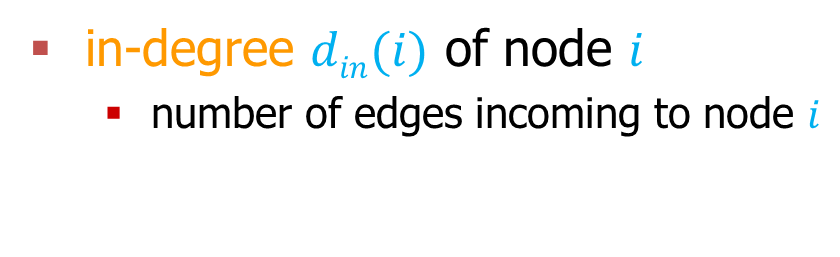 ▪ in-degree d_in(i) of node i
▪ number of edges incoming to node i